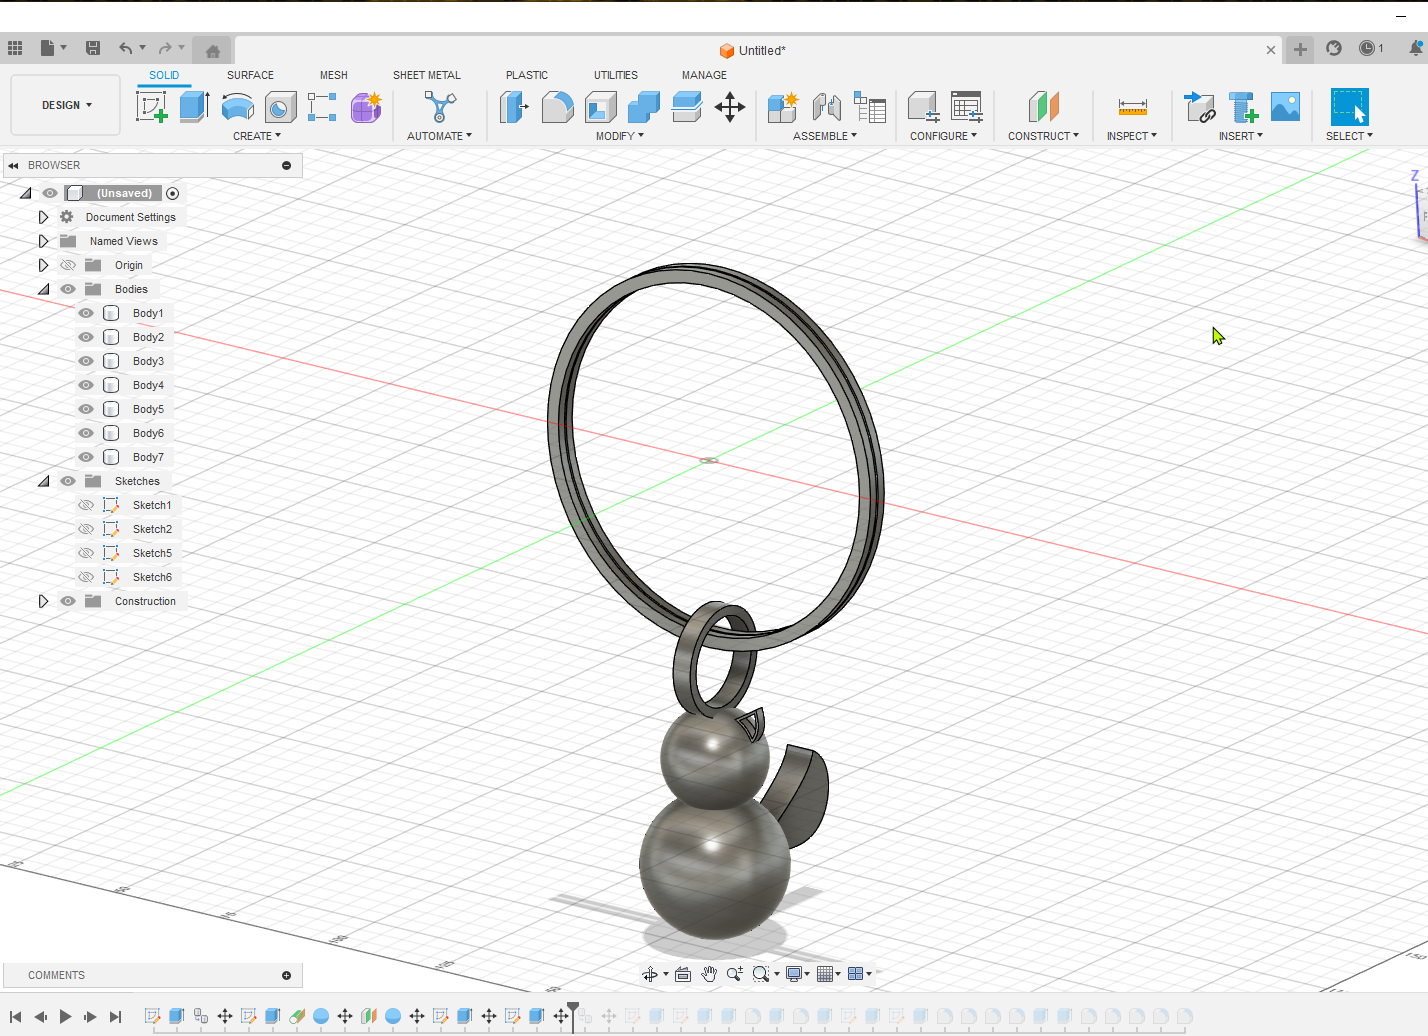 Untitled*
1
DESIGN
SOLID
SURFACE
MESH
SHEET METAL
PLASTIC
UTILITIES
MANAGE
CREATE
AUTOMATE
MODIFY
ASSEMBLE
CONFIGURE
CONSTRUCT
INSPECT
INSERT
SELECT
BROWSER
(Unsaved)
Document Settings
Named Views
Origin
Bodies
Body1
Body2
Body3
Body4
Body5
Body6
Body7
Sketches
Sketch1
Sketch2
Sketch5
Sketch6
Construction
Z
COMMENTS